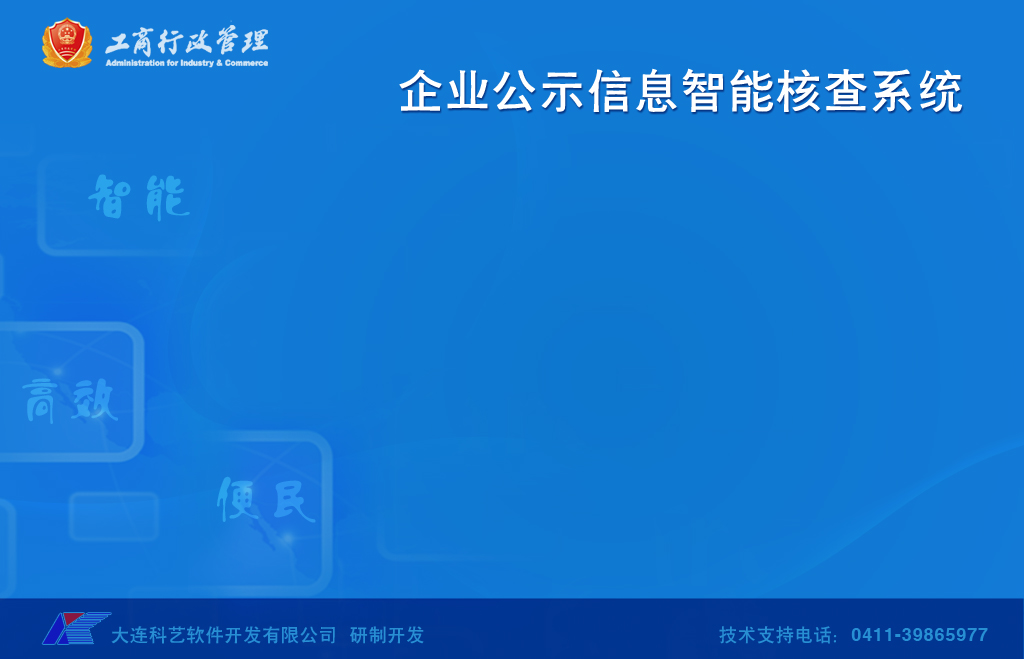 工商行政管理
Administration for Industry & Commerce
企业公示信息智能核查系统
智能
高效
便民
大连科艺软件开发有限公司 研制开发
技术支持电话：0411-39865977